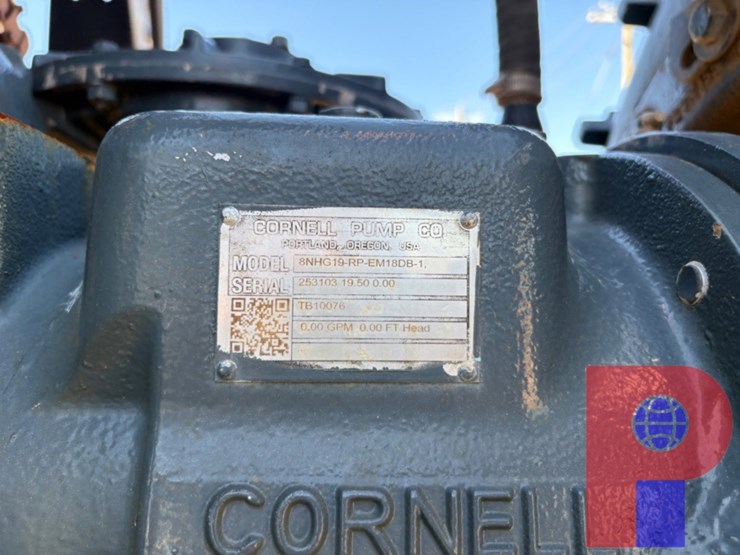 CORNELL PUMP CO.
PORTLAND, OREGON, USA
MODEL 8NHG19-RP-EM18DB-1,
SERIAL 253103 19.50 0.00
TB10076
0.00 GPM 0.00 FT Head
CORNELL
P